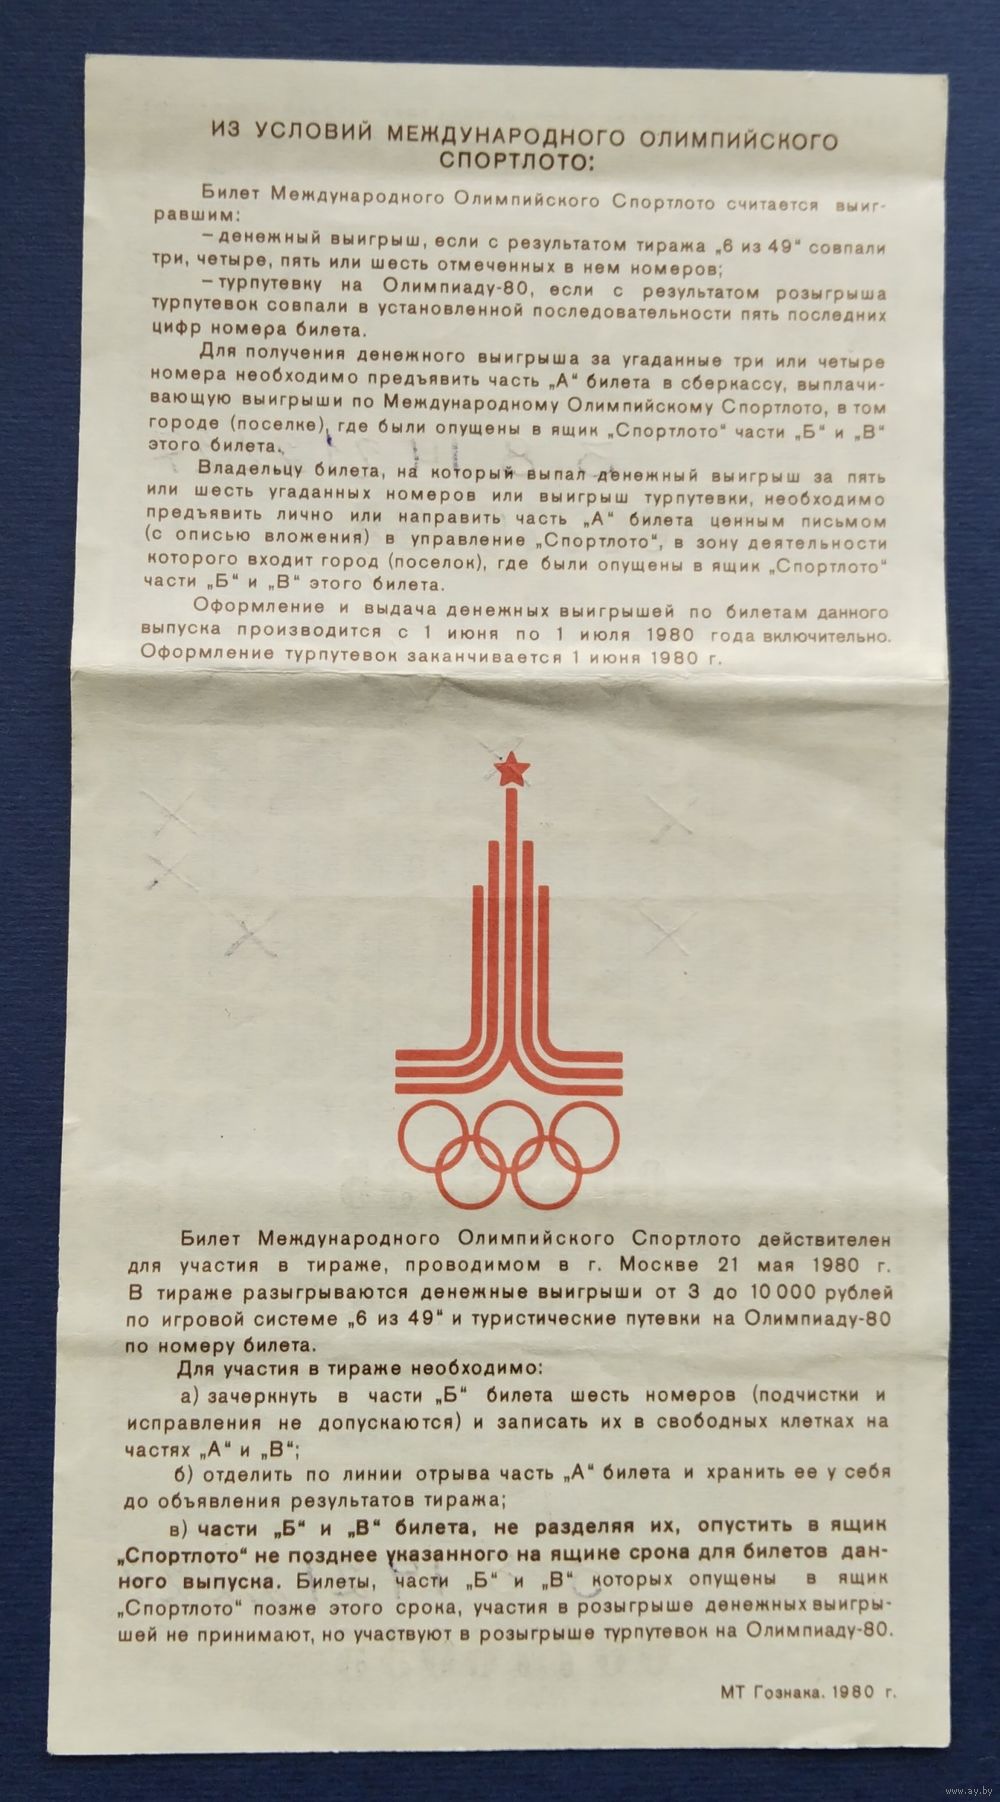 ИЗ УСЛОВИЙ МЕЖДУНАРОДНОГО ОЛИМПИЙСКОГО
СПОРТЛОТО:
Билет Международного Олимпийского Спортлото считается выиг-
равшим:
– денежный выигрыш, если с результатом тиража „6 из 49“ совпали
три, четыре, пять или шесть отмеченных в нем номеров;
– турпутевку на Олимпиаду-80, если с результатом розыгрыша
турпутевок совпали в установленной последовательности пять последних
цифр номера билета.
Для получения денежного выигрыша за угаданные три или четыре
номера необходимо предъявить часть „А“ билета в сберкассу, выплачи-
вающую выигрыши по Международному Олимпийскому Спортлото, в том
городе (поселке), где были опущены в ящик „Спортлото“ части „Б“ и „В“
этого билета.
Владельцу билета, на который выпал денежный выигрыш за пять
или шесть угаданных номеров или выигрыш турпутевки, необходимо
предъявить лично или направить часть „А“ билета ценным письмом
(с описью вложения) в управление „Спортлото“, в зону деятельности
которого входит город (поселок), где были опущены в ящик „Спортлото“
части „Б“ и „В“ этого билета.
Оформление и выдача денежных выигрышей по билетам данного
выпуска производится с 1 июня по 1 июля 1980 года включительно.
Оформление турпутевок заканчивается 1 июня 1980 г.
Билет Международного Олимпийского Спортлото действителен
для участия в тираже, проводимом в г. Москве 21 мая 1980 г.
В тираже разыгрываются денежные выигрыши от 3 до 10 000 рублей
по игровой системе „6 из 49“ и туристические путевки на Олимпиаду-80
по номеру билета.
Для участия в тираже необходимо:
а) зачеркнуть в части „Б“ билета шесть номеров (подчистки и
исправления не допускаются) и записать их в свободных клетках на
частях „А“ и „В“;
б) отделить по линии отрыва часть „А“ билета и хранить ее у себя
до объявления результатов тиража;
в) части „Б“ и „В“ билета, не разделяя их, опустить в ящик
„Спортлото“ не позднее указанного на ящике срока для билетов дан-
ного выпуска. Билеты, части „Б“ и „В“ которых опущены в ящик
„Спортлото“ позже этого срока, участия в розыгрыше денежных выигры-
шей не принимают, но участвуют в розыгрыше турпутевок на Олимпиаду-80.
МТ Гознака. 1980 г.
www.ay.by